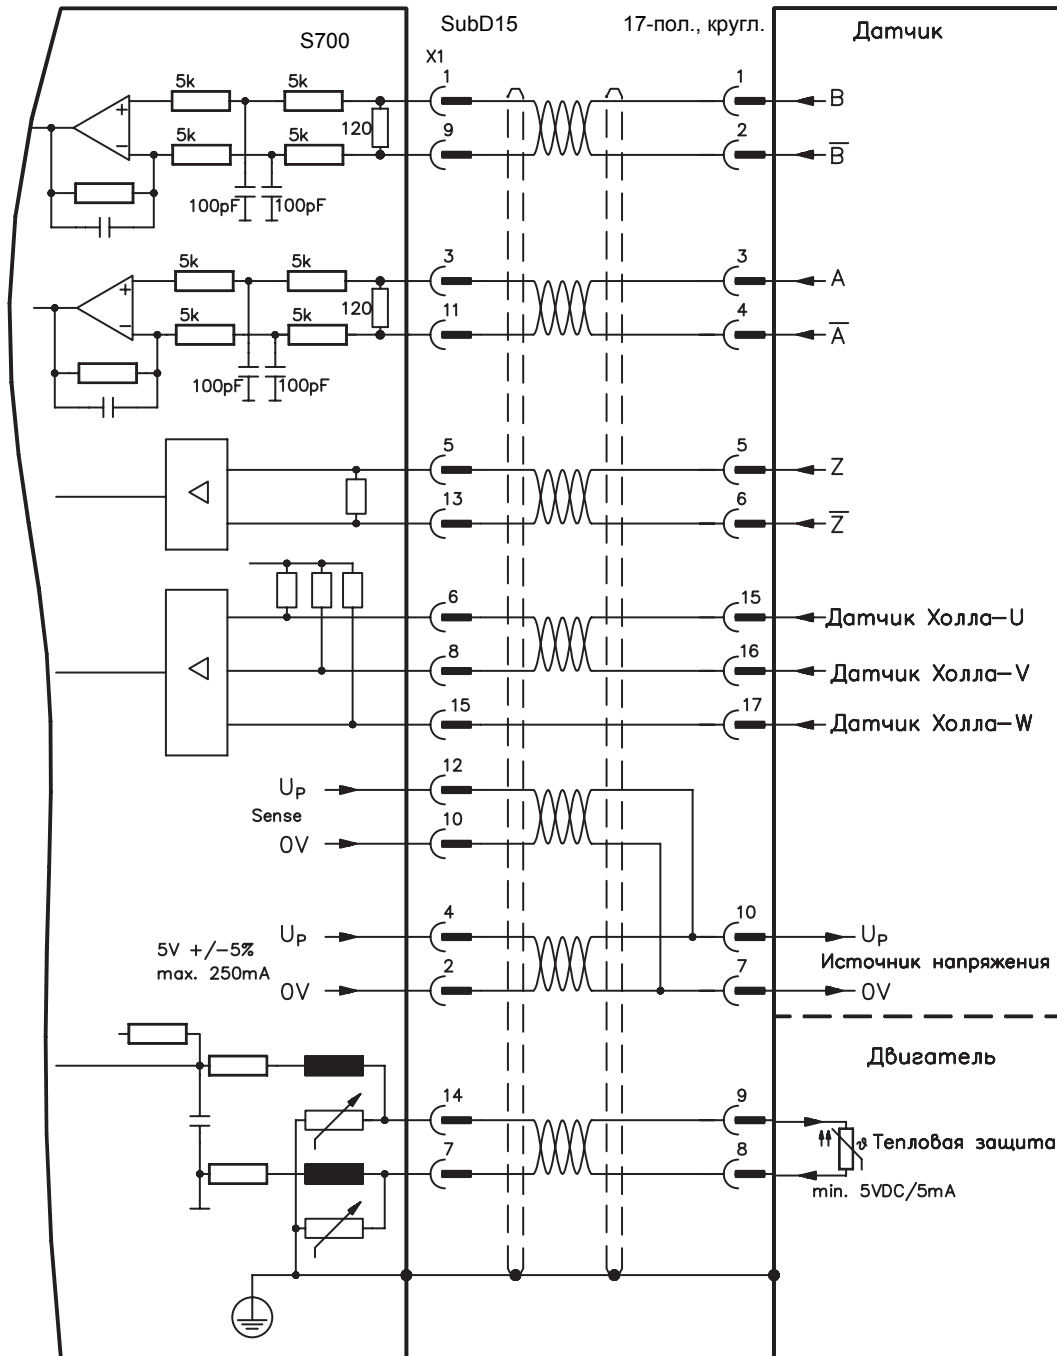 S700
SubD15
17-пол., кругл.
Датчик
X1
5k
5k
1
1
B
120
5k
5k
9
2
B̅
100pF
100pF
5k
5k
3
3
A
120
5k
5k
11
4
A̅
100pF
100pF
5
5
Z
13
6
Z̅
6
15
Датчик Холла–U
8
16
Датчик Холла–V
15
17
Датчик Холла–W
12
UP
Sense
10
0V
4
10
UP
UP
5V +/−5%
max. 250mA
Источник напряжения
2
7
0V
0V
Двигатель
14
9
ϑ Тепловая защита
7
8
min. 5VDC/5mA